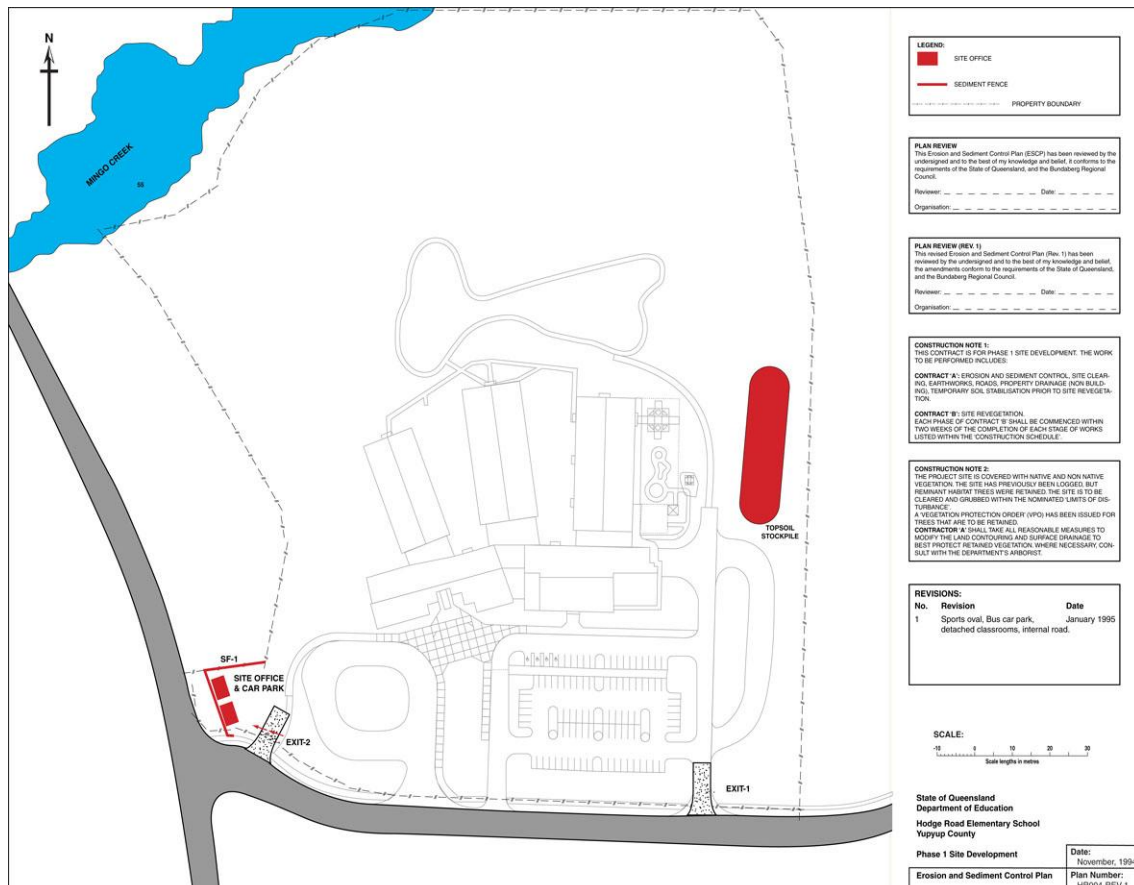 N
MINGO CREEK
TOPSOIL
STOCKPILE
SF-1
SITE OFFICE
& CAR PARK
EXIT-2
EXIT-1
LEGEND:
SITE OFFICE
SEDIMENT FENCE
PROPERTY BOUNDARY
PLAN REVIEW
This Erosion and Sediment Control Plan (ESCP) has been reviewed by the
undersigned and to the best of my knowledge and belief, it conforms to the
requirements of the State of Queensland, and the Bundaberg Regional
Council.
Reviewer: Date:
Organisation:
PLAN REVIEW (REV. 1)
This revised Erosion and Sediment Control Plan (Rev. 1) has been
reviewed by the undersigned and to the best of my knowledge and belief,
the amendments conform to the requirements of the State of Queensland,
and the Bundaberg Regional Council.
Reviewer: Date:
Organisation:
CONSTRUCTION NOTE 1:
THIS CONTRACT IS FOR PHASE 1 SITE DEVELOPMENT. THE WORK
TO BE PERFORMED INCLUDES:
CONTRACT 'A': EROSION AND SEDIMENT CONTROL, SITE CLEAR-
ING, EARTHWORKS, ROADS, PROPERTY DRAINAGE (NON BUILD-
ING), TEMPORARY SOIL STABILISATION PRIOR TO SITE REVEGETA-
TION.
CONTRACT 'B': SITE REVEGETATION.
EACH PHASE OF CONTRACT 'B' SHALL BE COMMENCED WITHIN
TWO WEEKS OF THE COMPLETION OF EACH STAGE OF WORKS
LISTED WITHIN THE 'CONSTRUCTION SCHEDULE'.
CONSTRUCTION NOTE 2:
THE PROJECT SITE IS COVERED WITH NATIVE AND NON NATIVE
VEGETATION. THE SITE HAS PREVIOUSLY BEEN LOGGED, BUT
REMINANT HABITAT TREES WERE RETAINED. THE SITE IS TO BE
CLEARED AND GRUBBED WITHIN THE NOMINATED 'LIMITS OF DIS-
TURBANCE'.
A 'VEGETATION PROTECTION ORDER' (VPO) HAS BEEN ISSUED FOR
TREES THAT ARE TO BE RETAINED.
CONTRACTOR 'A' SHALL TAKE ALL REASONABLE MEASURES TO
MODIFY THE LAND CONTOURING AND SURFACE DRAINAGE TO
BEST PROTECT RETAINED VEGETATION. WHERE NECESSARY, CON-
SULT WITH THE DEPARTMENT'S ARBORIST.
REVISIONS:
No. Revision Date
1 Sports oval, Bus car park, January 1995
detached classrooms, internal road.
SCALE:
-10 0 10 20 30
Scale lengths in metres
State of Queensland
Department of Education
Hodge Road Elementary School
Yupyup County
Phase 1 Site Development
Date:
November, 1994
Erosion and Sediment Control Plan
Plan Number: